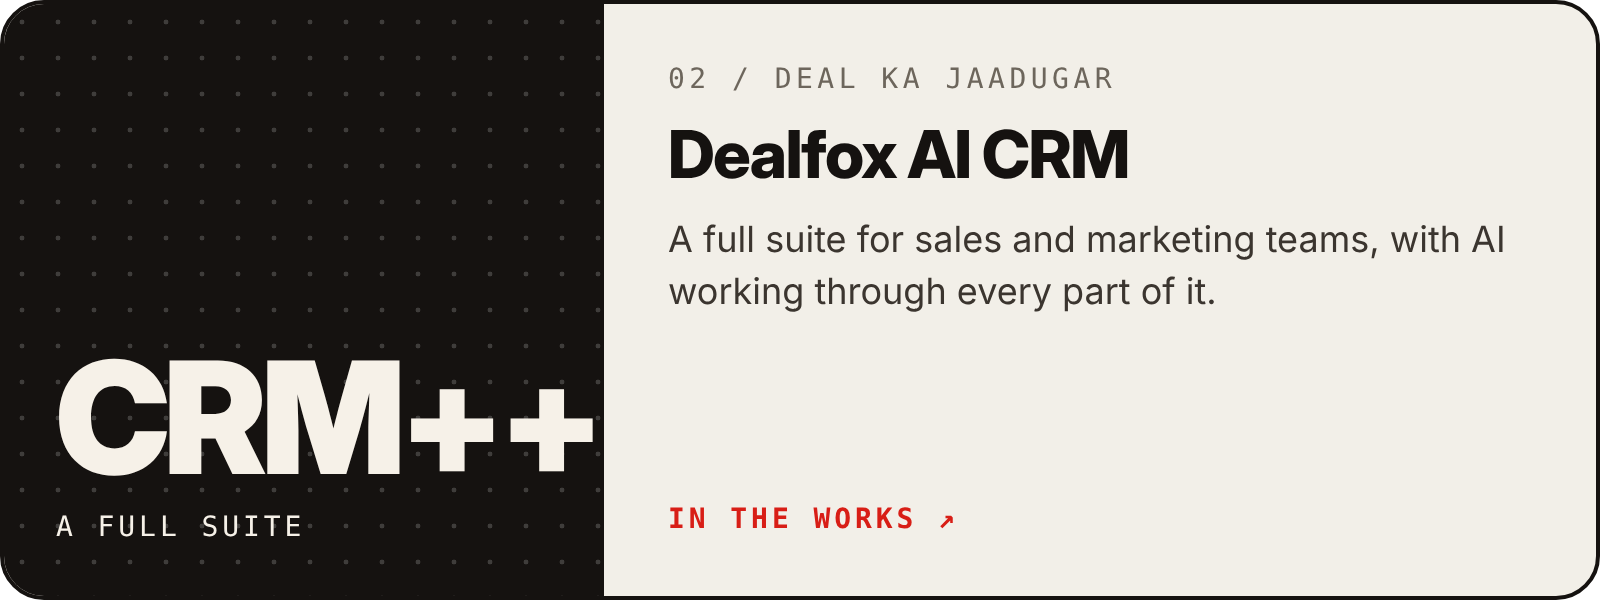 CRM++
A FULL SUITE
02 / DEAL KA JAADUGAR
Dealfox AI CRM
A full suite for sales and marketing teams, with AI
working through every part of it.
IN THE WORKS ↗